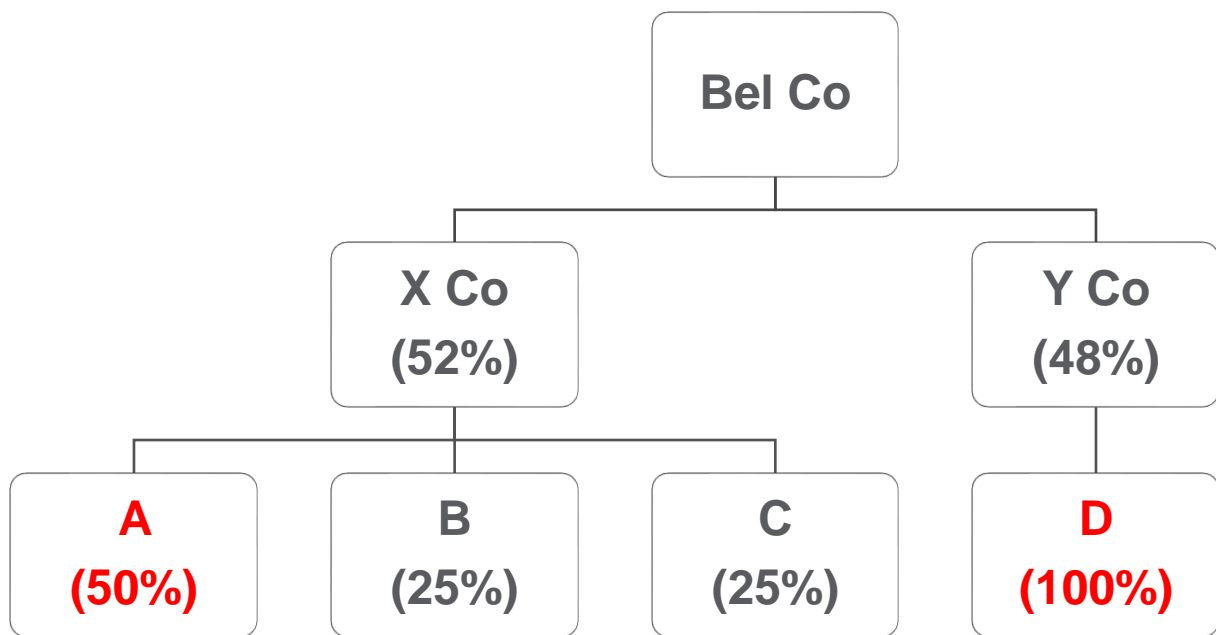 Bel Co
X Co
(52%)
Y Co
(48%)
A
(50%)
B
(25%)
C
(25%)
D
(100%)